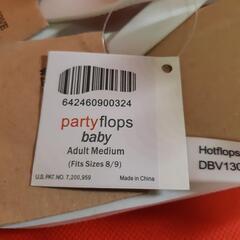 642460900324
partyflops
baby
Adult Medium
(Fits Sizes 8/9)
U.S. PAT NO. 7,200,959
Made in China
Hotflops
DBV130